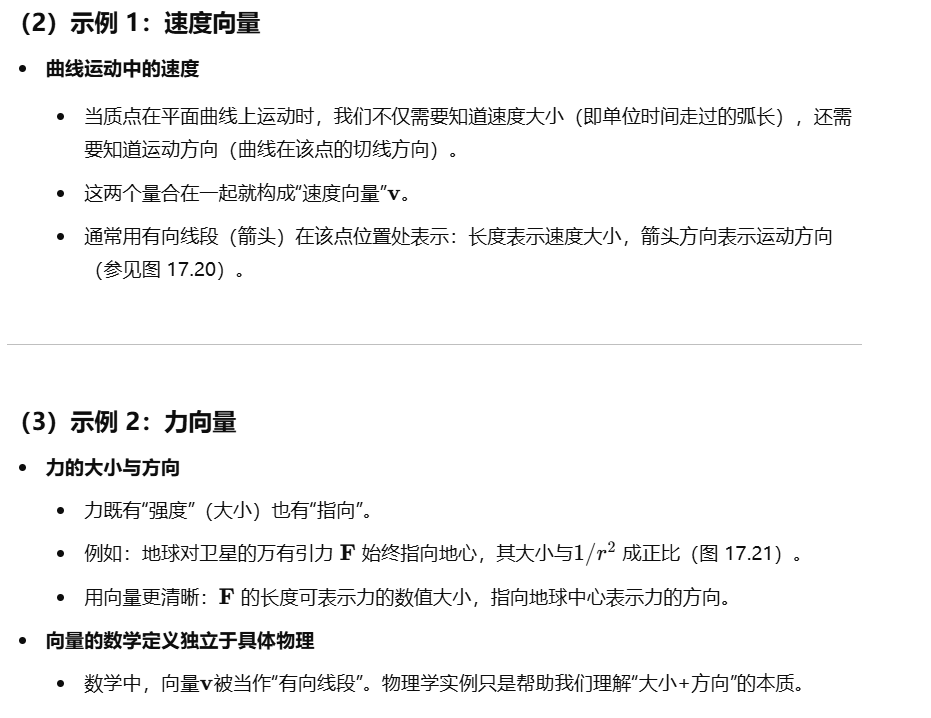 （2）示例 1：速度向量
• 曲线运动中的速度
• 当质点在平面曲线上运动时，我们不仅需要知道速度大小（即单位时间走过的弧长），还需
要知道运动方向（曲线在该点的切线方向）。
• 这两个量合在一起就构成“速度向量”v。
• 通常用有向线段（箭头）在该点位置处表示：长度表示速度大小，箭头方向表示运动方向
（参见图 17.20）。
（3）示例 2：力向量
• 力的大小与方向
• 力既有“强度”（大小）也有“指向”。
• 例如：地球对卫星的万有引力 F 始终指向地心，其大小与1/r² 成正比（图 17.21）。
• 用向量更清晰：F 的长度可表示力的数值大小，指向地球中心表示力的方向。
• 向量的数学定义独立于具体物理
• 数学中，向量v被当作“有向线段”。物理学实例只是帮助我们理解“大小+方向”的本质。